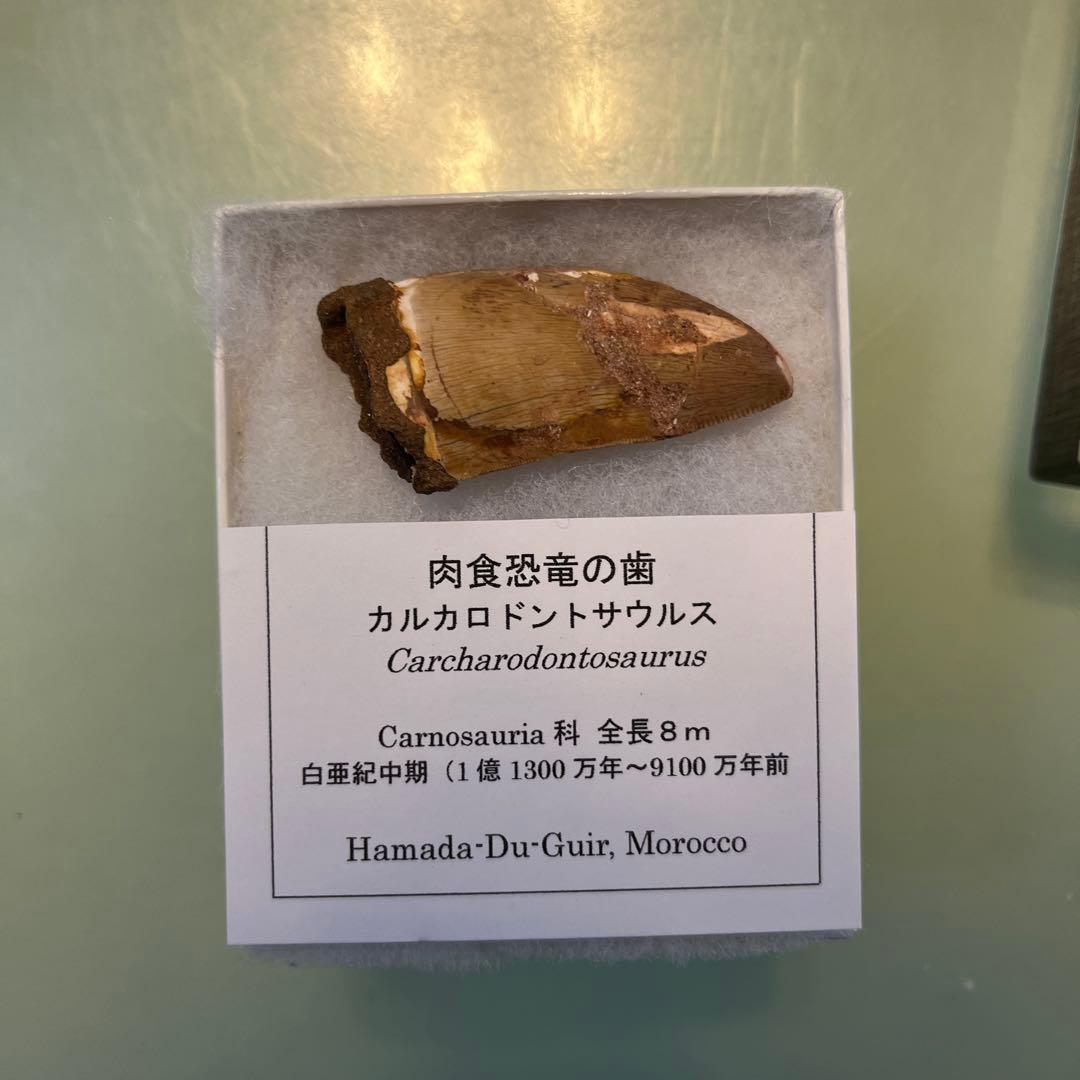 肉食恐竜の歯
カルカロドントサウルス
Carcharodontosaurus
Carnosauria 科 全長８ｍ
白亜紀中期（1 億 1300 万年～9100 万年前
Hamada-Du-Guir, Morocco